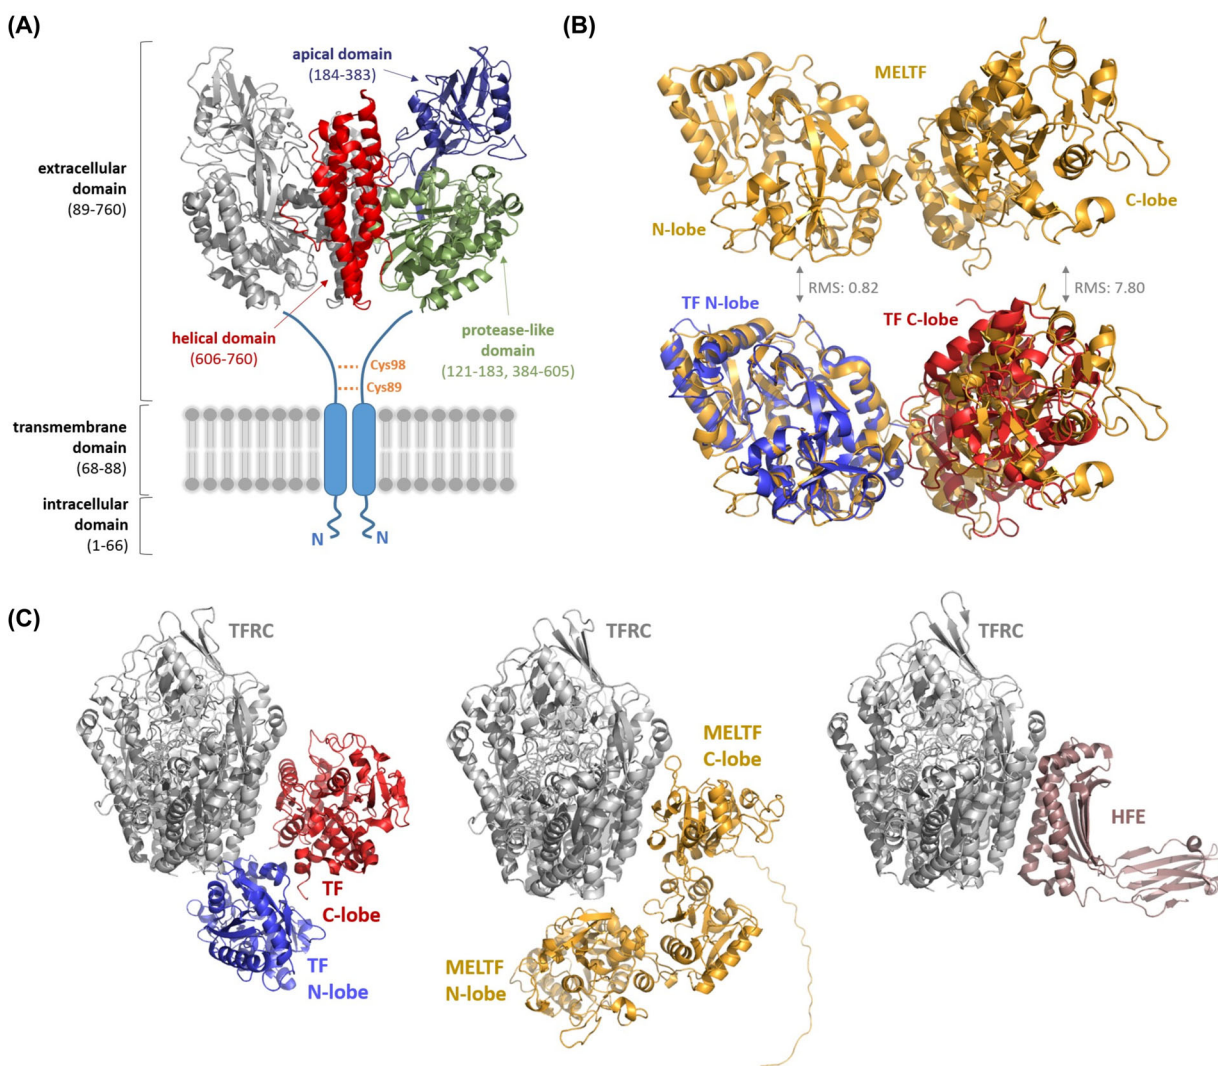 (A)
apical domain
(184-383)
extracellular
domain
(89-760)
helical domain
(606-760)
protease-like
domain
(121-183, 384-605)
Cys98
Cys89
transmembrane
domain
(68-88)
intracellular
domain
(1-66)
N
N
(B)
MELTF
N-lobe
C-lobe
RMS: 0.82
RMS: 7.80
TF N-lobe
TF C-lobe
(C)
TFRC
TF
C-lobe
TF
N-lobe
TFRC
MELTF
C-lobe
MELTF
N-lobe
TFRC
HFE